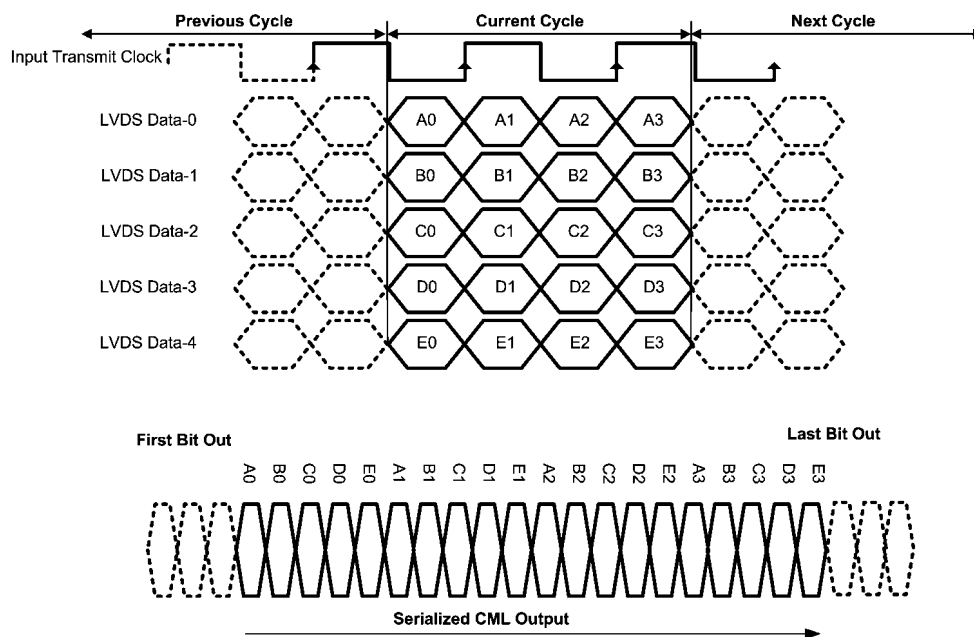 Previous Cycle Current Cycle Next Cycle
Input Transmit Clock
LVDS Data-0 A0 A1 A2 A3
LVDS Data-1 B0 B1 B2 B3
LVDS Data-2 C0 C1 C2 C3
LVDS Data-3 D0 D1 D2 D3
LVDS Data-4 E0 E1 E2 E3
First Bit Out Last Bit Out
A0 B0 C0 D0 E0 A1 B1 C1 D1 E1 A2 B2 C2 D2 E2 A3 B3 C3 D3 E3
Serialized CML Output